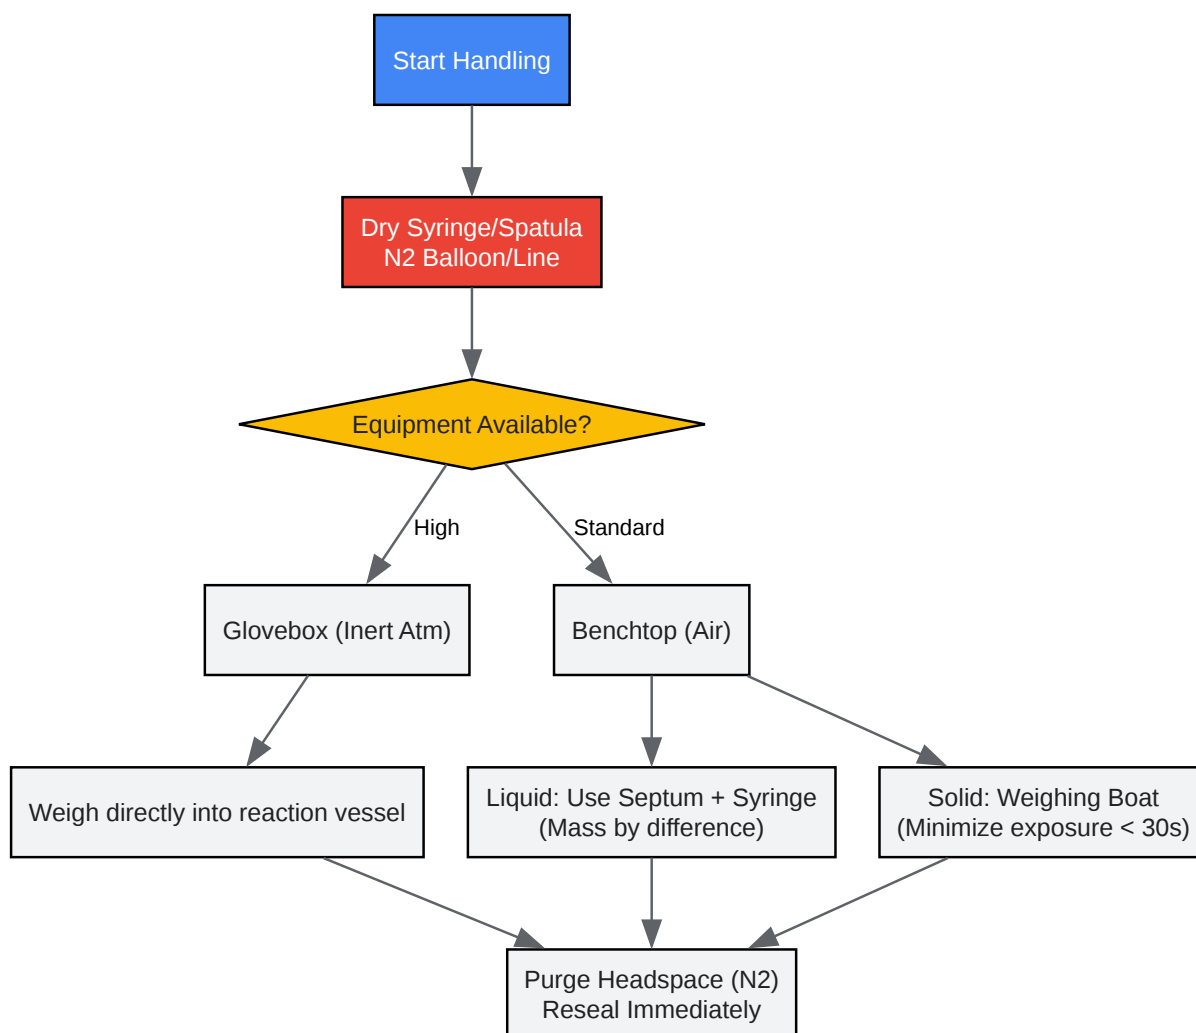 Start Handling
Dry Syringe/Spatula
N2 Balloon/Line
Equipment Available?
High
Standard
Glovebox (Inert Atm)
Benchtop (Air)
Weigh directly into reaction vessel
Liquid: Use Septum + Syringe
(Mass by difference)
Solid: Weighing Boat
(Minimize exposure < 30s)
Purge Headspace (N2)
Reseal Immediately